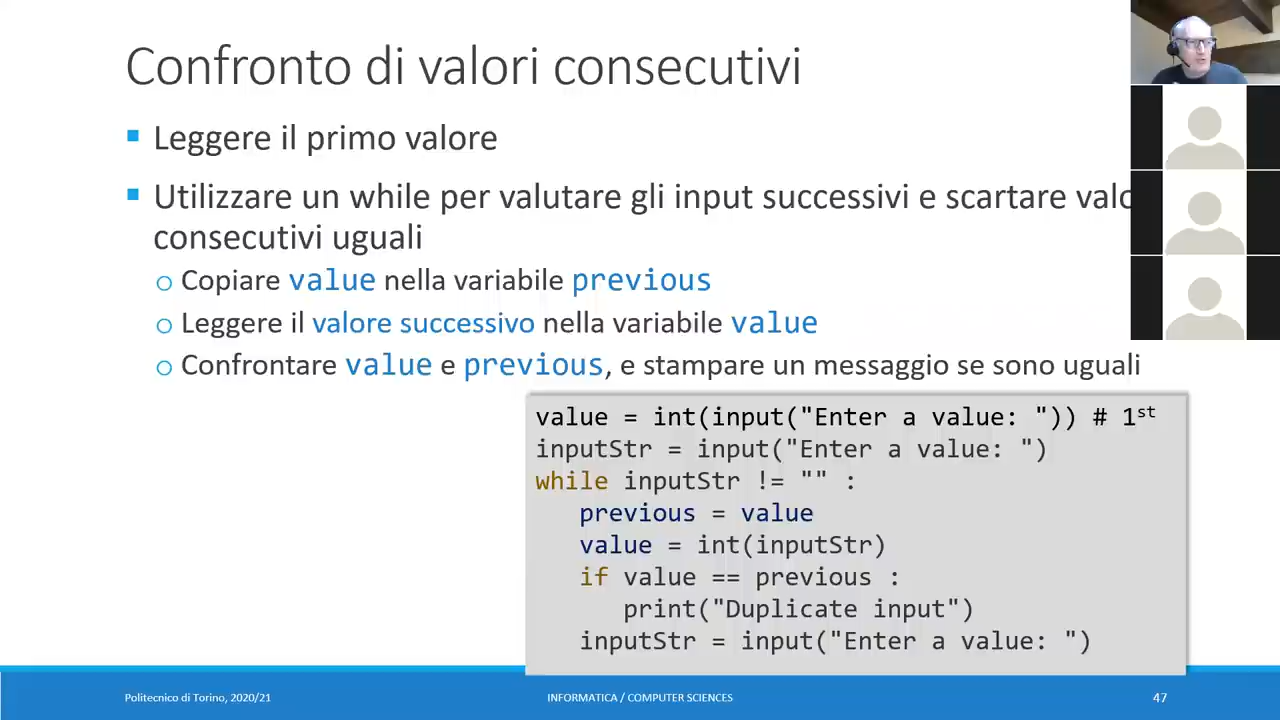 Confronto di valori consecutivi
Leggere il primo valore
Utilizzare un while per valutare gli input successivi e scartare
consecutivi uguali
Copiare value nella variabile previous
Leggere il valore successivo nella variabile value
Confrontare value e previous, e stampare un messaggio se sono uguali
value = int(input("Enter a value: ")) # 1st
inputStr = input("Enter a value: ")
while inputStr != "" :
previous = value
value = int(inputStr)
if value == previous :
print("Duplicate input")
inputStr = input("Enter a value: ")
Politecnico di Torino, 2020/21
INFORMATICA / COMPUTER SCIENCES
47